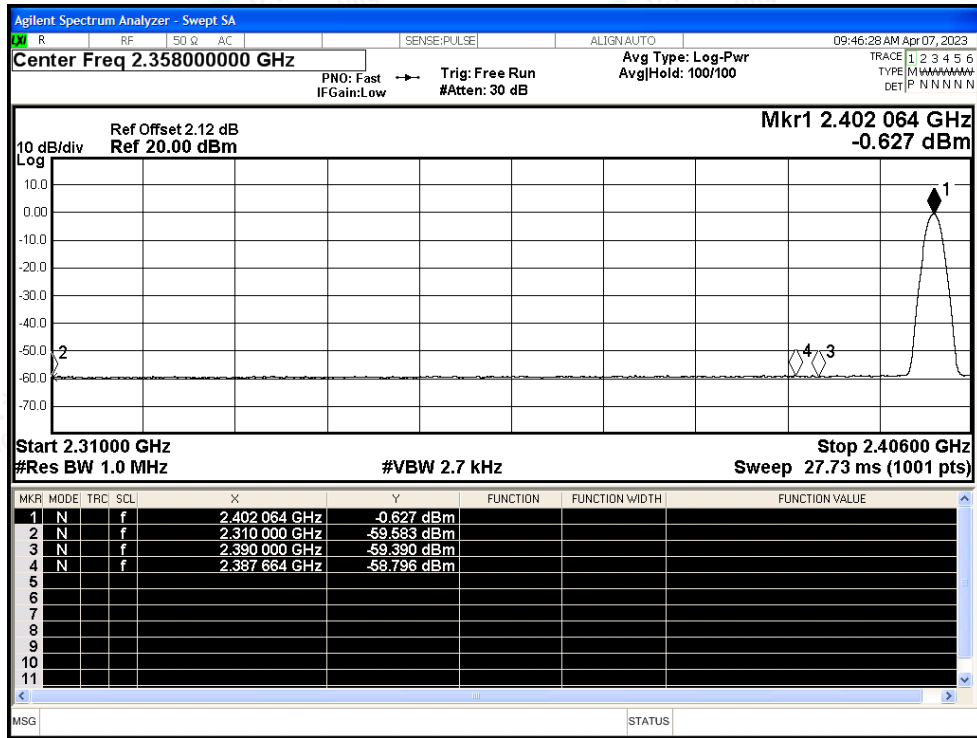 Agilent Spectrum Analyzer - Swept SA
LXI R RF 50 Ω AC SENSE:PULSE ALIGN AUTO 09:46:28 AM Apr 07, 2023
Center Freq 2.358000000 GHz Avg Type: Log-Pwr TRACE 1 2 3 4 5 6
PNO: Fast Trig: Free Run Avg|Hold: 100/100 TYPE M
IFGain:Low #Atten: 30 dB DET P N N N N N
Mkr1 2.402 064 GHz
Ref Offset 2.12 dB
10 dB/div Ref 20.00 dBm -0.627 dBm
Log
10.0
1
0.00
-10.0
-20.0
-30.0
-40.0
-50.0
2 4 3
-60.0
-70.0
Start 2.31000 GHz Stop 2.40600 GHz
#Res BW 1.0 MHz #VBW 2.7 kHz Sweep 27.73 ms (1001 pts)
MKR MODE TRC SCL X Y FUNCTION FUNCTION WIDTH FUNCTION VALUE
1 N f 2.402 064 GHz -0.627 dBm
2 N f 2.310 000 GHz -59.583 dBm
3 N f 2.390 000 GHz -59.390 dBm
4 N f 2.387 664 GHz -58.796 dBm
5
6
7
8
9
10
11
MSG STATUS